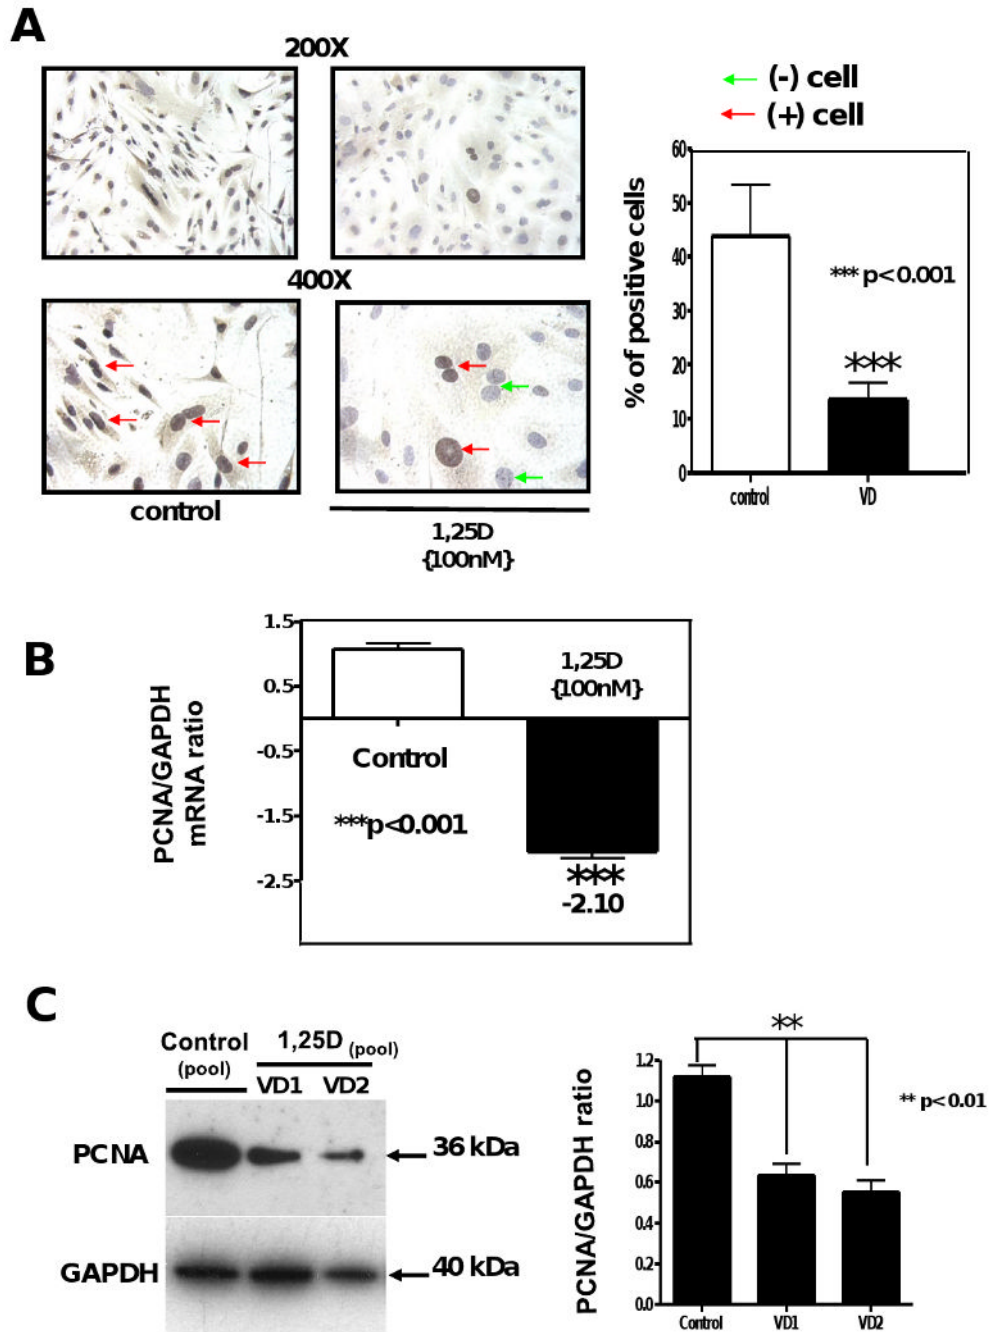 A
200X
400X
control
1,25D
{100nM}
(-) cell
(+) cell
% of positive cells
60
50
40
30
20
10
0
*** p<0.001
***
control
VD
B
PCNA/GAPDH
mRNA ratio
1.5
0.5
-0.5
-1.5
-2.5
1,25D
{100nM}
Control
***p<0.001
***
-2.10
C
Control
(pool)
1,25D (pool)
VD1
VD2
PCNA
36 kDa
GAPDH
40 kDa
PCNA/GAPDH ratio
1.2
1.0
0.8
0.6
0.4
0.2
0.0
**
** p<0.01
Control
VD1
VD2